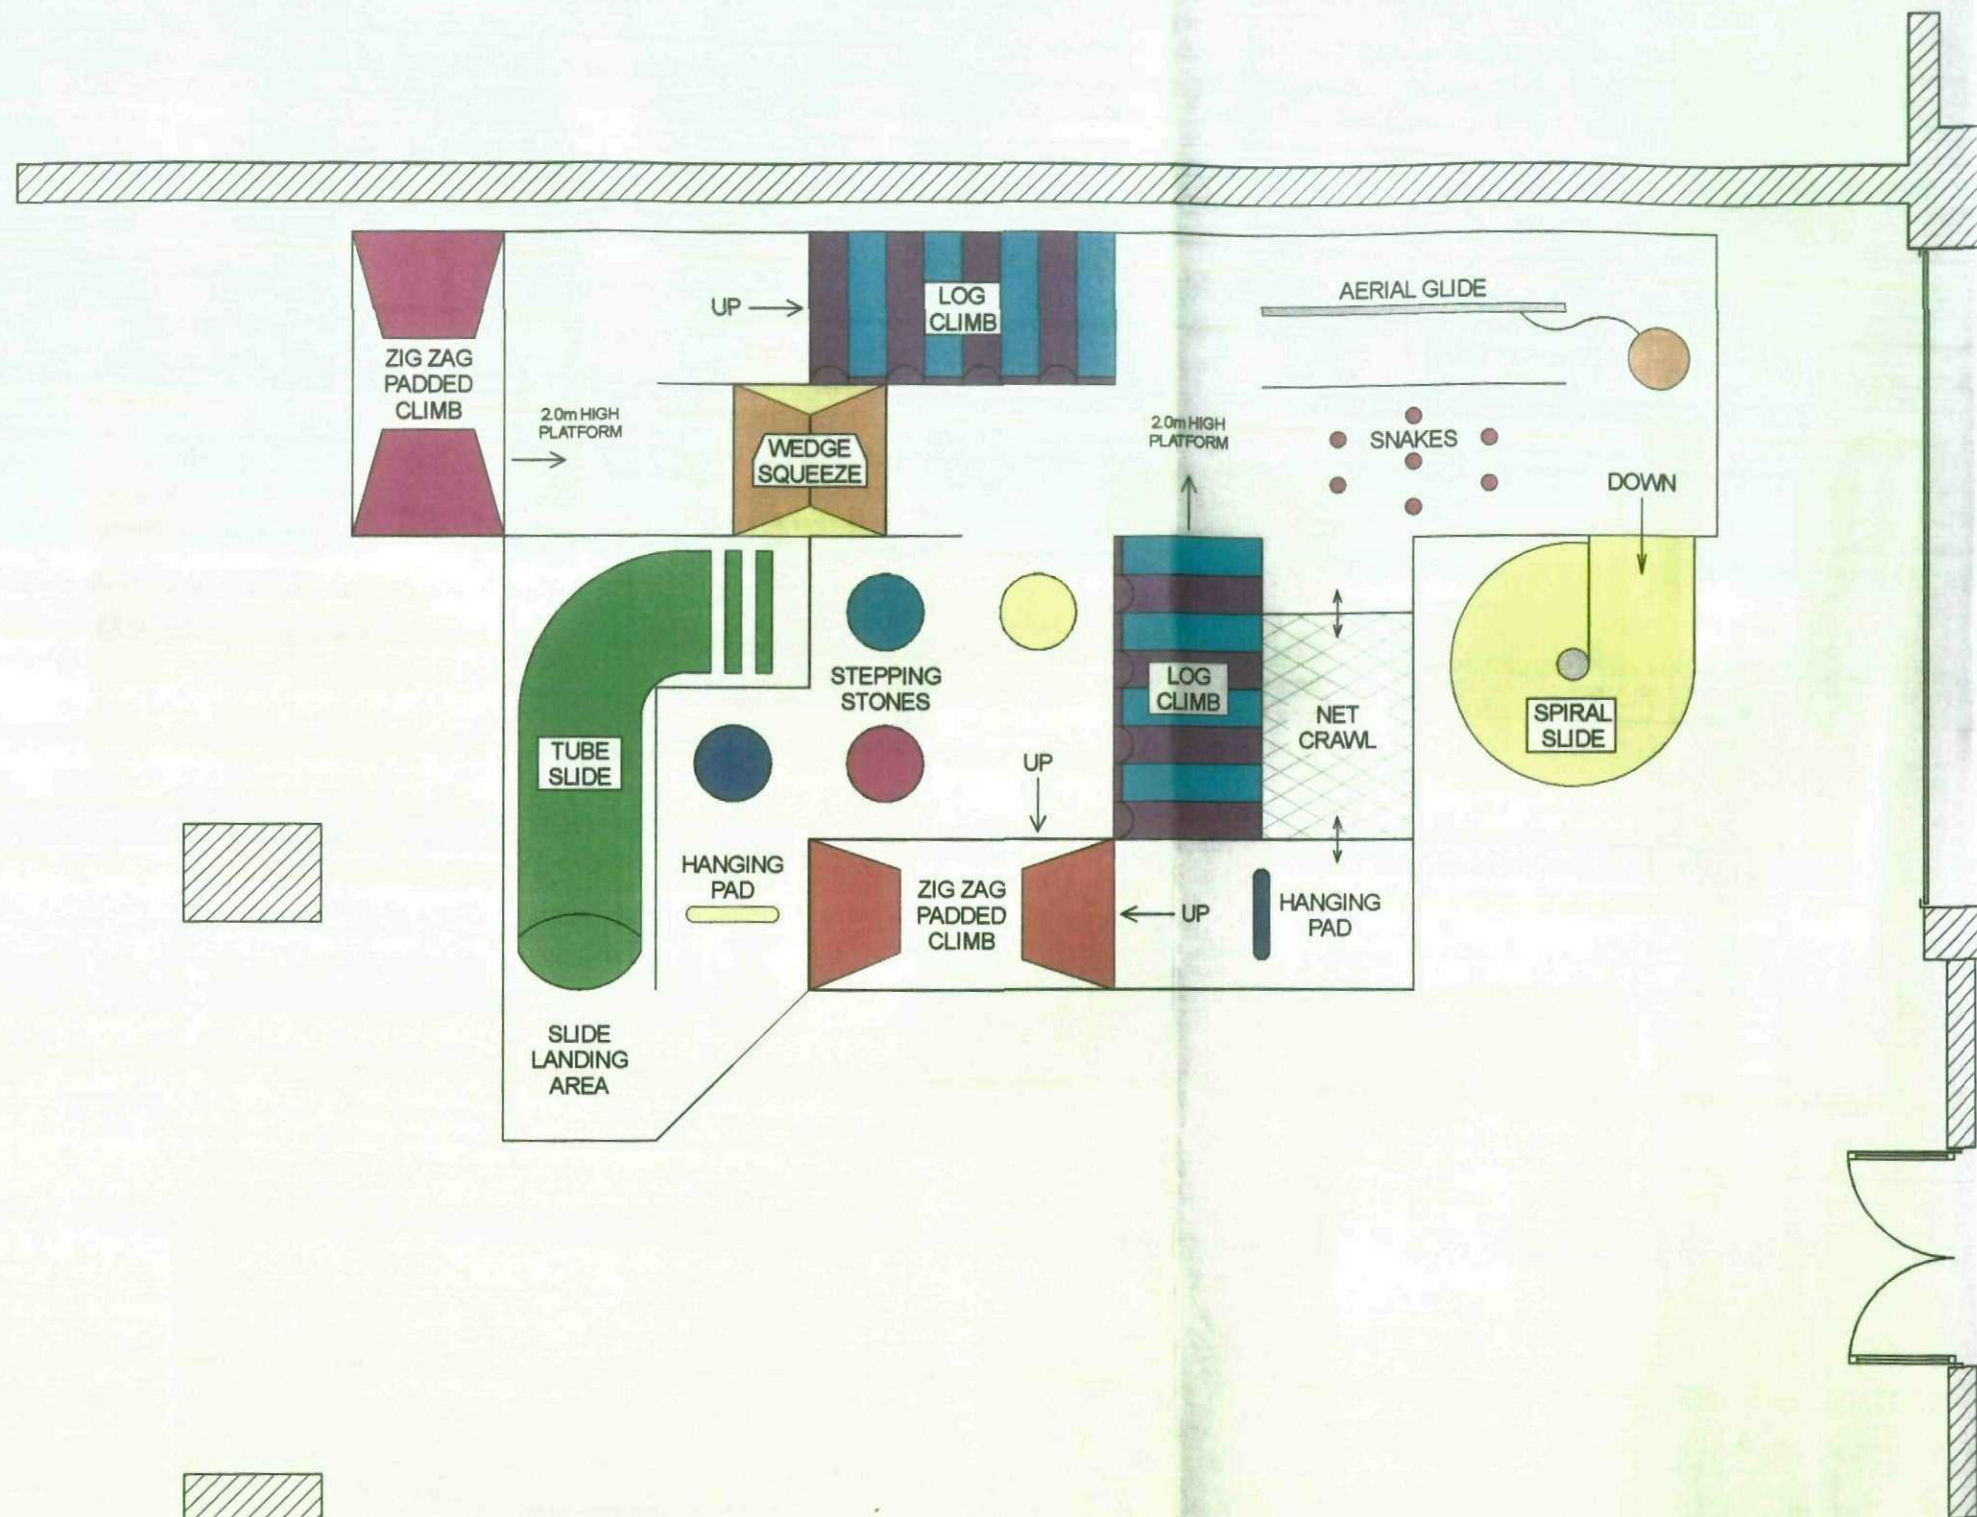 UP
LOG
CLIMB
AERIAL GLIDE
ZIG ZAG
PADDED
CLIMB
2.0m HIGH
PLATFORM
WEDGE
SQUEEZE
2.0m HIGH
PLATFORM
SNAKES
DOWN
STEPPING
STONES
LOG
CLIMB
NET
CRAWL
SPIRAL
SLIDE
TUBE
SLIDE
UP
HANGING
PAD
ZIG ZAG
PADDED
CLIMB
UP
HANGING
PAD
SLIDE
LANDING
AREA